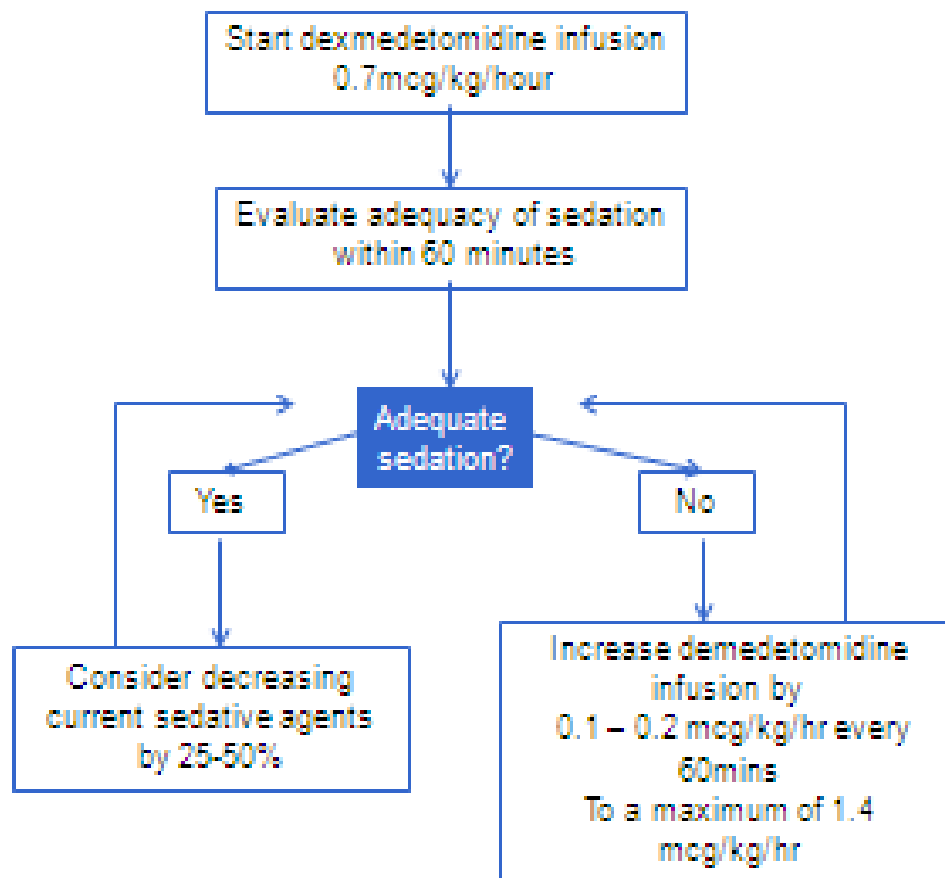 Start dexmedetomidine infusion
0.7mcg/kg/hour
Evaluate adequacy of sedation
within 60 minutes
Adequate
sedation?
Yes
No
Consider decreasing
current sedative agents
by 25-50%
Increase demedetomidine
infusion by
0.1 – 0.2 mcg/kg/hr every
60mins
To a maximum of 1.4
mcg/kg/hr